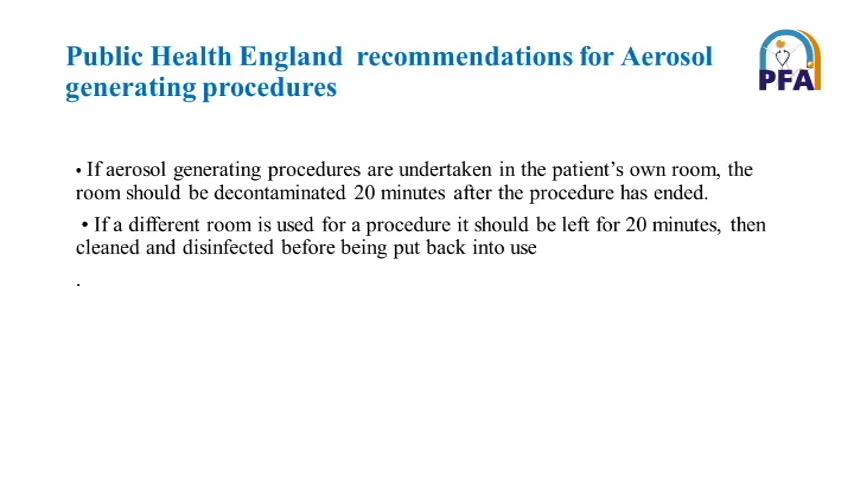 Public Health England recommendations for Aerosol
generating procedures
PFA
• If aerosol generating procedures are undertaken in the patient’s own room, the
room should be decontaminated 20 minutes after the procedure has ended.
• If a different room is used for a procedure it should be left for 20 minutes, then
cleaned and disinfected before being put back into use
.